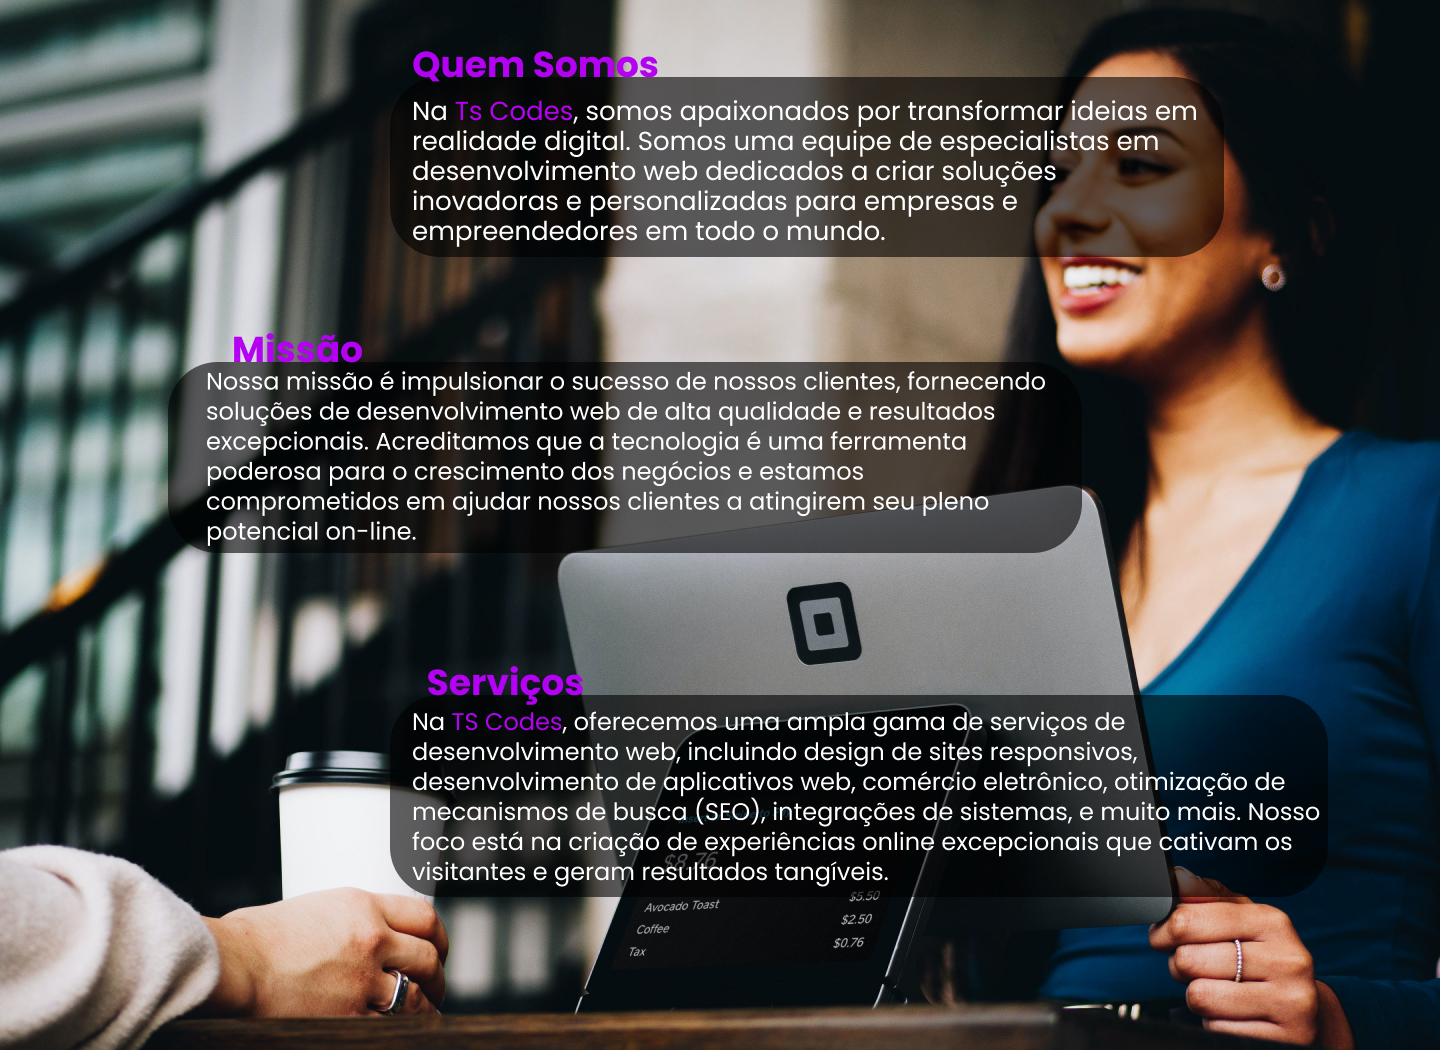 Quem Somos
Na Ts Codes, somos apaixonados por transformar ideias em
realidade digital. Somos uma equipe de especialistas em
desenvolvimento web dedicados a criar soluções
inovadoras e personalizadas para empresas e
empreendedores em todo o mundo.
Missão
Nossa missão é impulsionar o sucesso de nossos clientes, fornecendo
soluções de desenvolvimento web de alta qualidade e resultados
excepcionais. Acreditamos que a tecnologia é uma ferramenta
poderosa para o crescimento dos negócios e estamos
comprometidos em ajudar nossos clientes a atingirem seu pleno
potencial on-line.
Serviços
Na TS Codes, oferecemos uma ampla gama de serviços de
desenvolvimento web, incluindo design de sites responsivos,
desenvolvimento de aplicativos web, comércio eletrônico, otimização de
mecanismos de busca (SEO), integrações de sistemas, e muito mais. Nosso
foco está na criação de experiências online excepcionais que cativam os
visitantes e geram resultados tangíveis.
$8.76
Avocado Toast $5.50
Coffee $2.50
Tax $0.76